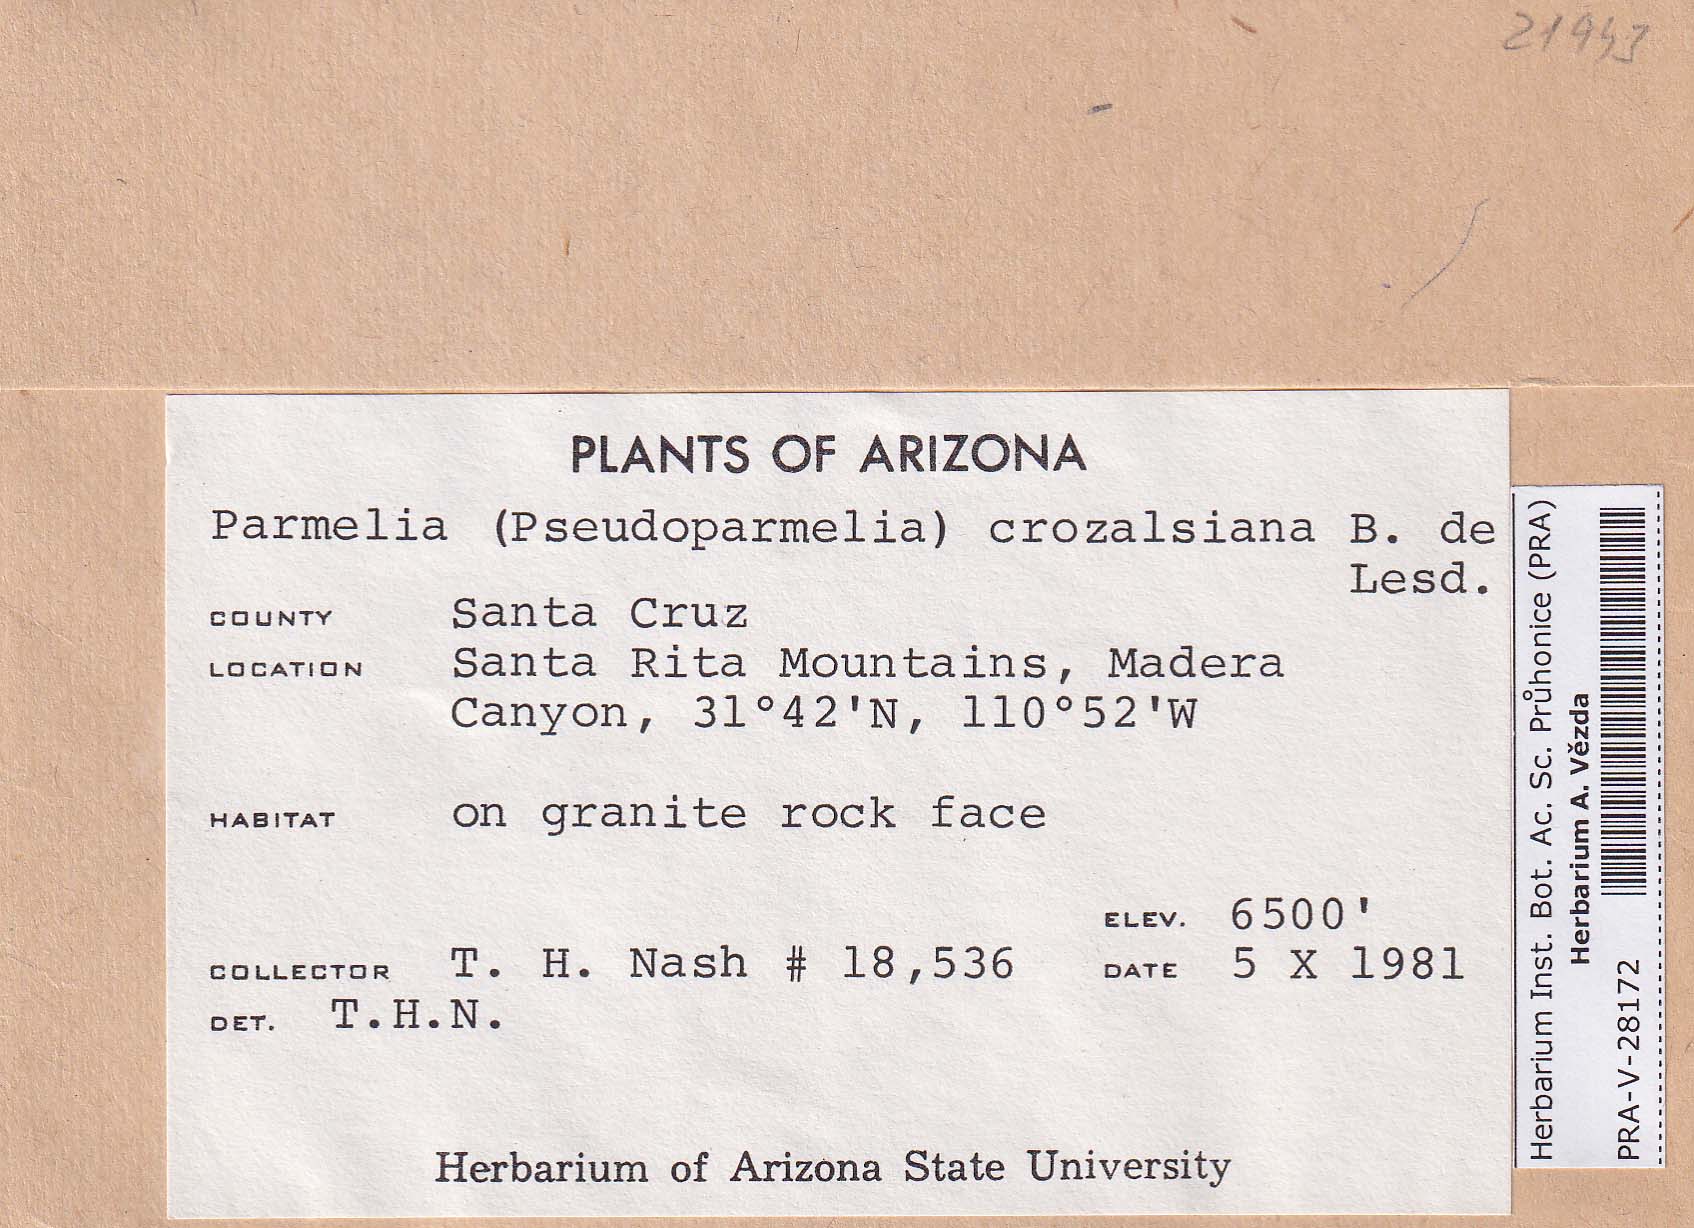 21943
PLANTS OF ARIZONA
Parmelia (Pseudoparmelia) crozalsiana B. de
Lesd.
COUNTY Santa Cruz
LOCATION Santa Rita Mountains, Madera
Canyon, 31°42'N, 110°52'W
HABITAT on granite rock face
ELEV. 6500'
COLLECTOR T. H. Nash # 18,536 DATE 5 X 1981
DET. T.H.N.
Herbarium of Arizona State University
Herbarium Inst. Bot. Ac. Sc. Průhonice (PRA)
Herbarium A. Vězda
PRA-V-28172